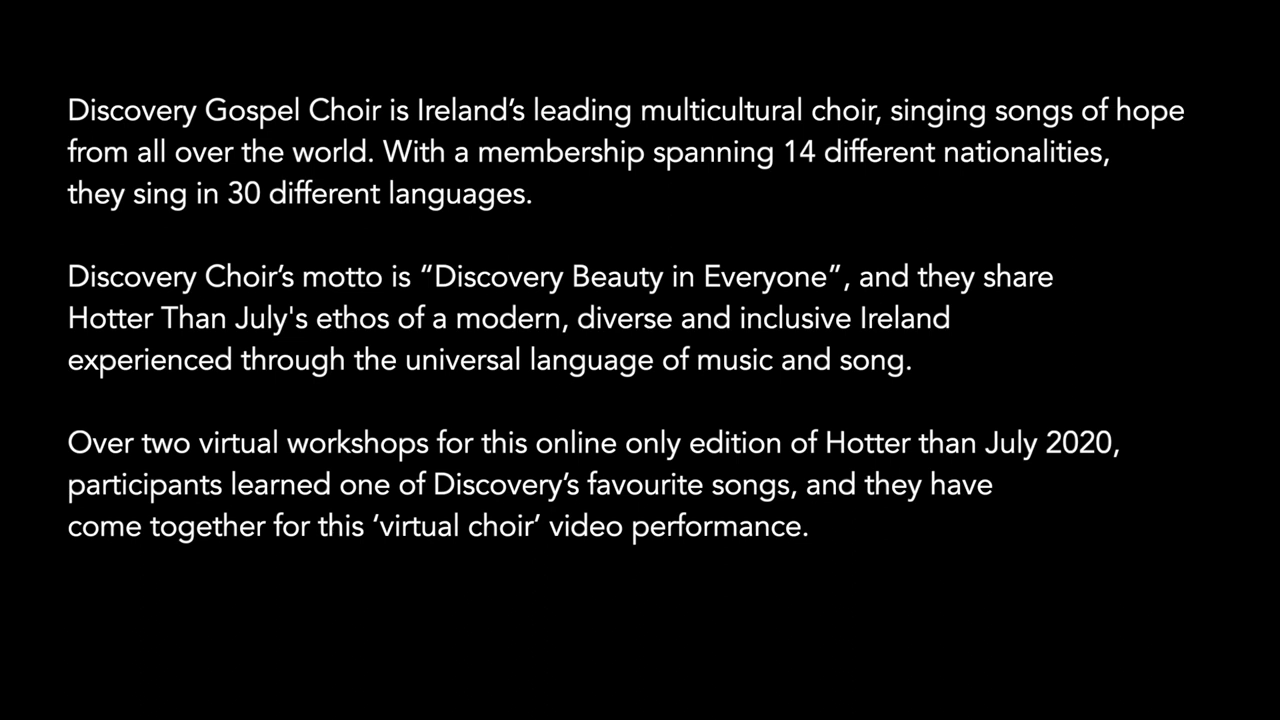 Discovery Gospel Choir is Ireland’s leading multicultural choir, singing songs of hope
from all over the world. With a membership spanning 14 different nationalities,
they sing in 30 different languages.
Discovery Choir’s motto is “Discovery Beauty in Everyone”, and they share
Hotter Than July's ethos of a modern, diverse and inclusive Ireland
experienced through the universal language of music and song.
Over two virtual workshops for this online only edition of Hotter than July 2020,
participants learned one of Discovery’s favourite songs, and they have
come together for this ‘virtual choir’ video performance.